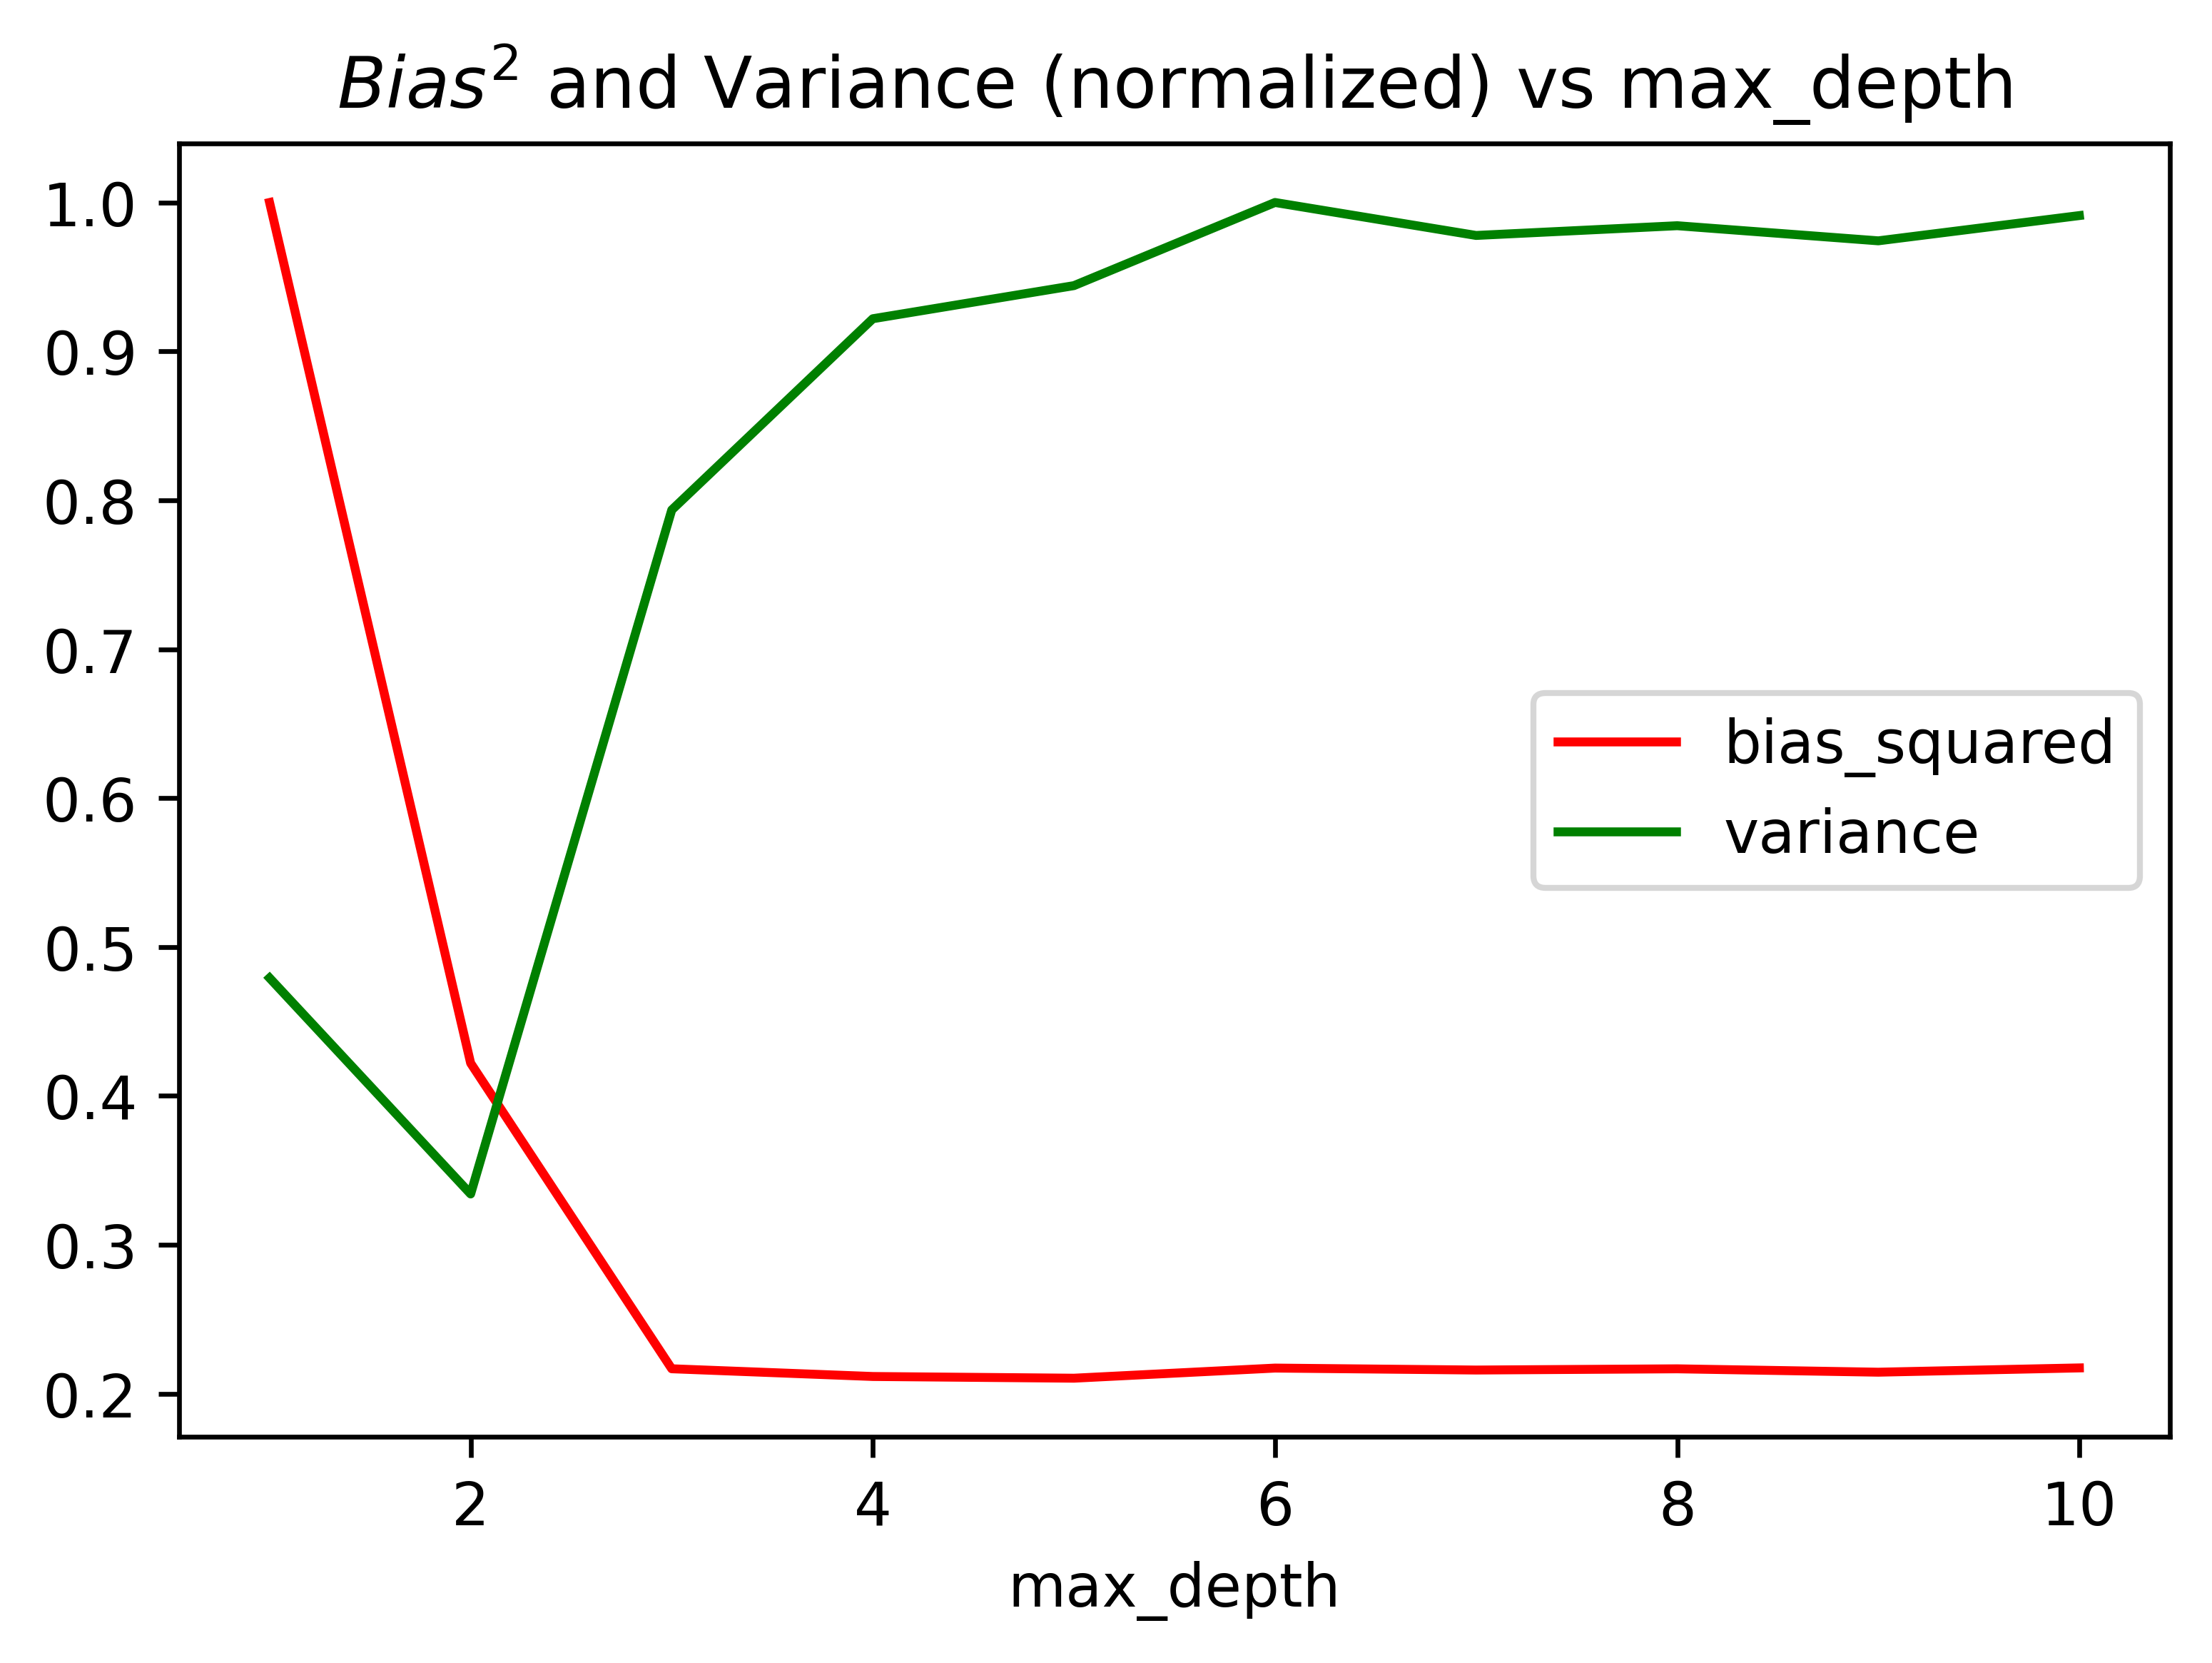 Bias² and Variance (normalized) vs max_depth
1.0
0.9
0.8
0.7
0.6
0.5
0.4
0.3
0.2
bias_squared
variance
2 4 6 8 10
max_depth